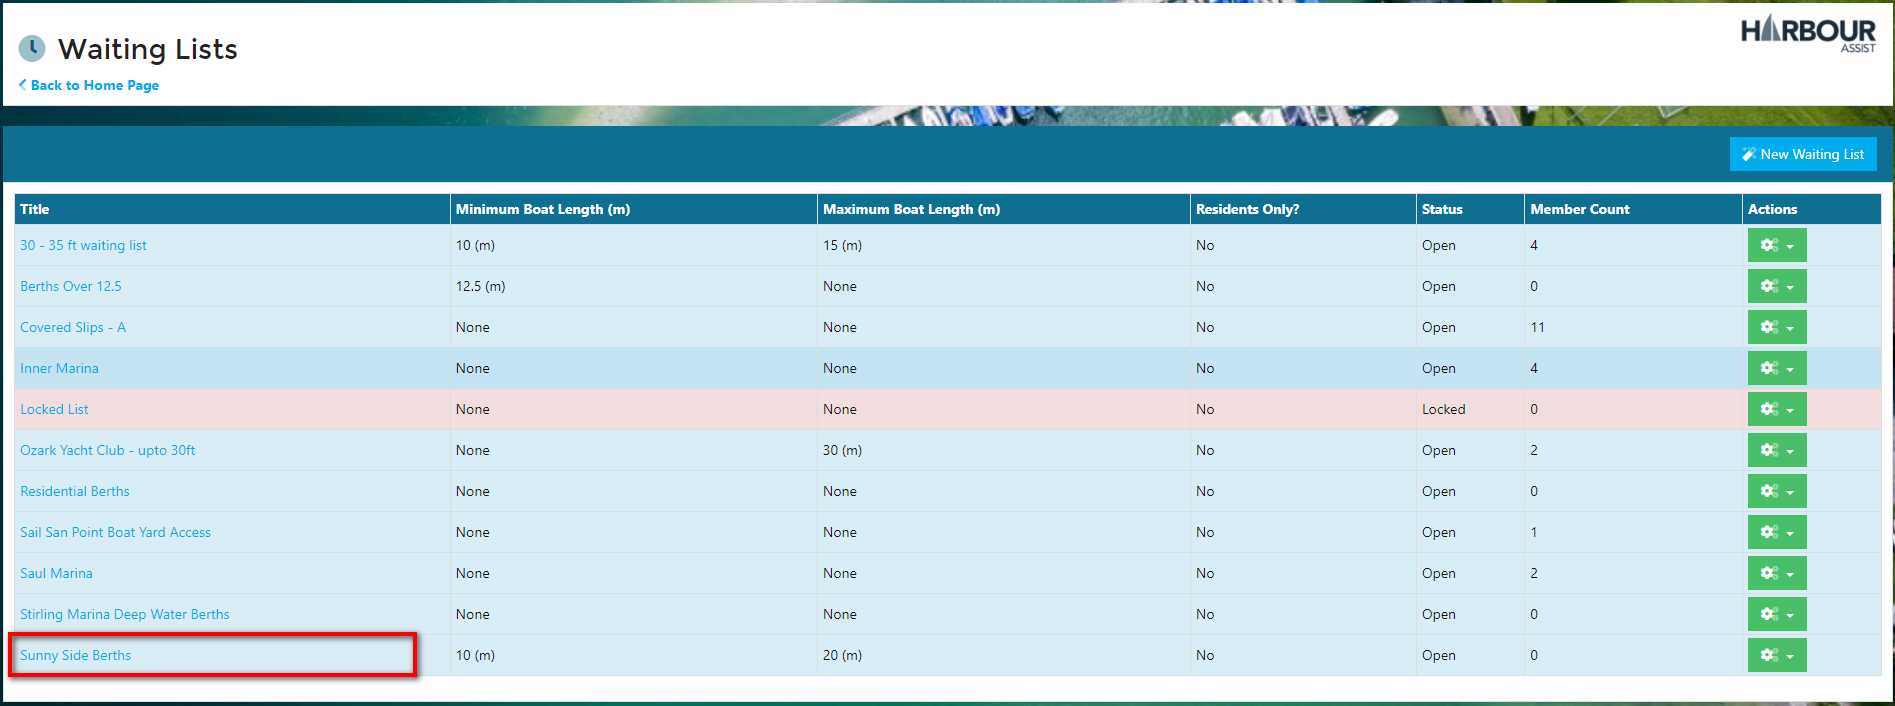 Waiting Lists
HARBOUR
ASSIST
Back to Home Page
New Waiting List
Title Minimum Boat Length (m) Maximum Boat Length (m) Residents Only? Status Member Count Actions
30 - 35 ft waiting list 10 (m) 15 (m) No Open 4
Berths Over 12.5 12.5 (m) None No Open 0
Covered Slips - A None None No Open 11
Inner Marina None None No Open 4
Locked List None None No Locked 0
Ozark Yacht Club - upto 30ft None 30 (m) No Open 2
Residential Berths None None No Open 0
Sail San Point Boat Yard Access None None No Open 1
Saul Marina None None No Open 2
Stirling Marina Deep Water Berths None None No Open 0
Sunny Side Berths 10 (m) 20 (m) No Open 0